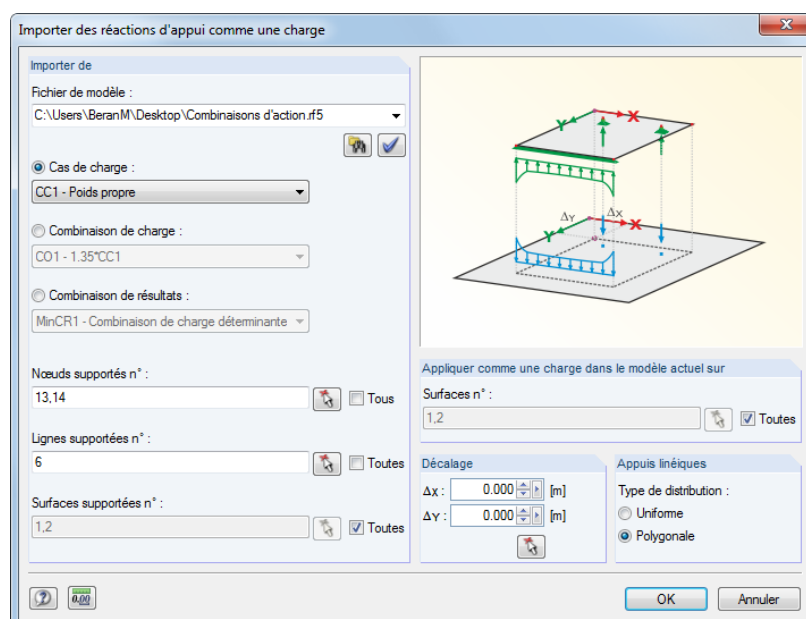 Importer des réactions d'appui comme une charge
Importer de
Fichier de modèle :
C:\Users\BeranM\Desktop\Combinaisons d'action.rf5
Cas de charge :
CC1 - Poids propre
Combinaison de charge :
CO1 - 1.35*CC1
Combinaison de résultats :
MinCR1 - Combinaison de charge déterminante
Nœuds supportés n° :
13,14
Tous
Lignes supportées n° :
6
Toutes
Surfaces supportées n° :
1,2
Toutes
Y
X
ΔY
ΔX
Y
X
Appliquer comme une charge dans le modèle actuel sur
Surfaces n° :
1,2
Toutes
Décalage
ΔX : 0.000 [m]
ΔY : 0.000 [m]
Appuis linéiques
Type de distribution :
Uniforme
Polygonale
0.00
OK
Annuler